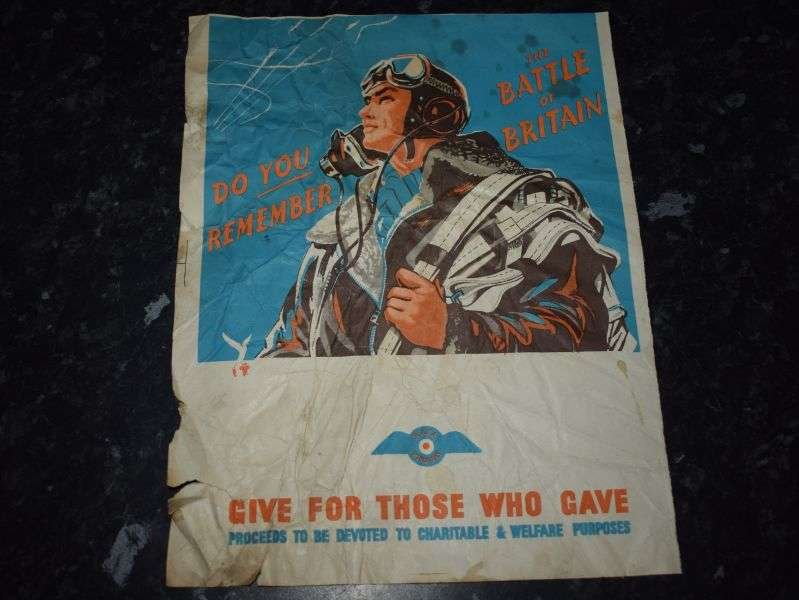 DO YOU
REMEMBER
THE
BATTLE
OF
BRITAIN
GIVE FOR THOSE WHO GAVE
PROCEEDS TO BE DEVOTED TO CHARITABLE & WELFARE PURPOSES